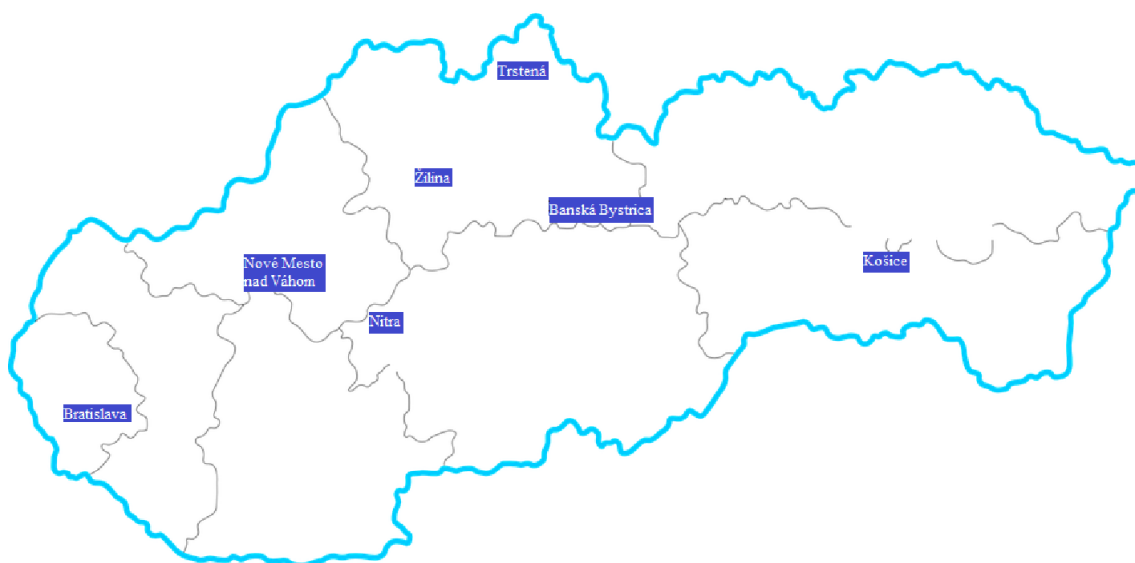 Trstená
Žilina
Banská Bystrica
Nové Mesto
nad Váhom
Košice
Nitra
Bratislava